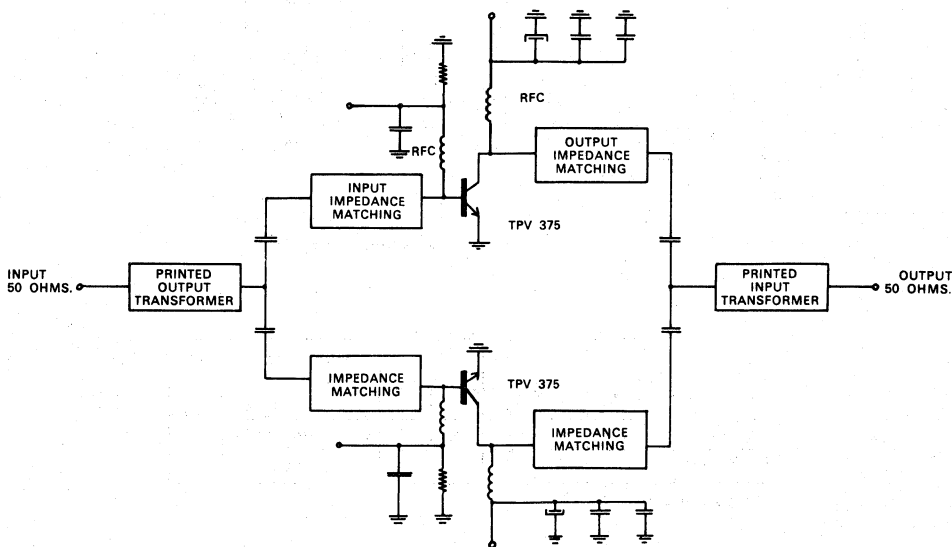 RFC
RFC
OUTPUT
IMPEDANCE
MATCHING
INPUT
IMPEDANCE
MATCHING
TPV 375
INPUT
50 OHMS.
PRINTED
OUTPUT
TRANSFORMER
PRINTED
INPUT
TRANSFORMER
OUTPUT
50 OHMS.
IMPEDANCE
MATCHING
TPV 375
IMPEDANCE
MATCHING